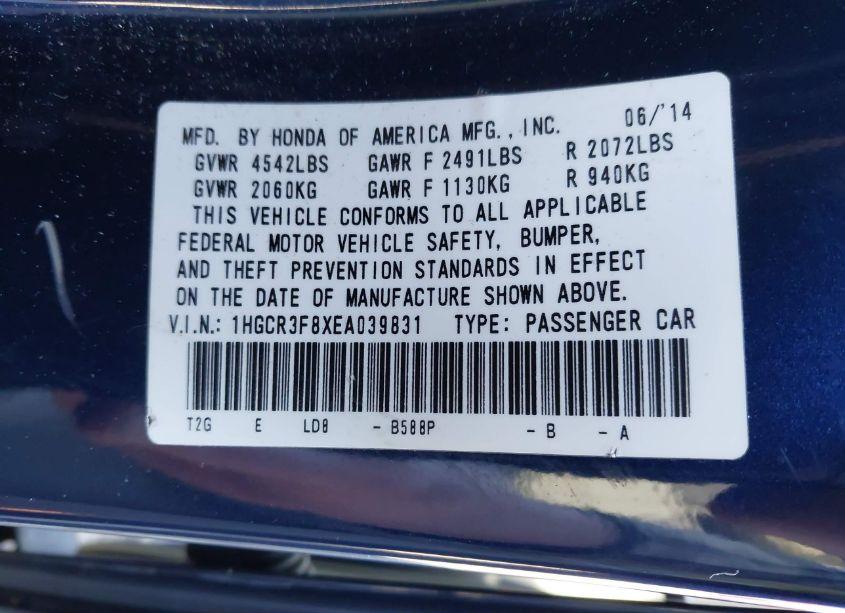 MFD. BY HONDA OF AMERICA MFG., INC. 06/'14
GVWR 4542LBS GAWR F 2491LBS R 2072LBS
GVWR 2060KG GAWR F 1130KG R 940KG
THIS VEHICLE CONFORMS TO ALL APPLICABLE
FEDERAL MOTOR VEHICLE SAFETY, BUMPER,
AND THEFT PREVENTION STANDARDS IN EFFECT
ON THE DATE OF MANUFACTURE SHOWN ABOVE.
V.I.N.: 1HGCR3F8XEA039831 TYPE: PASSENGER CAR
T2G E LD0 - B588P - B - A